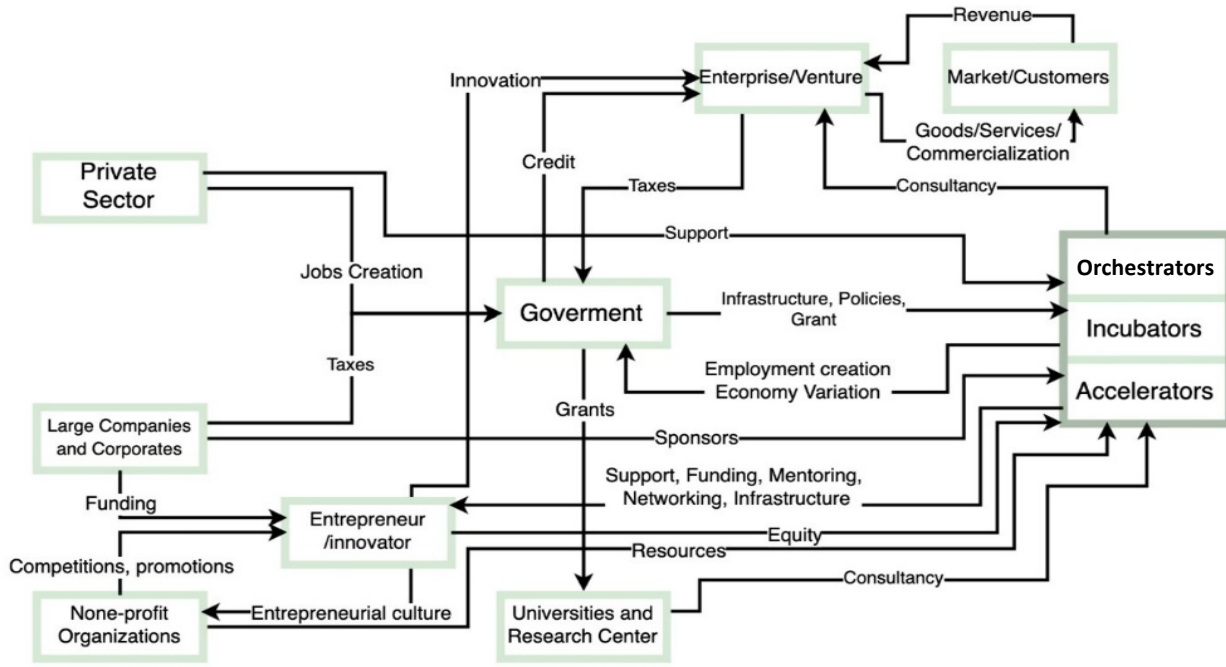 Revenue
Innovation
Enterprise/Venture
Market/Customers
Goods/Services/
Commercialization
Credit
Private
Sector
Taxes
Consultancy
Support
Jobs Creation
Orchestrators
Goverment
Infrastructure, Policies,
Grant
Incubators
Taxes
Employment creation
Economy Variation
Accelerators
Grants
Large Companies
and Corporates
Sponsors
Support, Funding, Mentoring,
Networking, Infrastructure
Funding
Entrepreneur
/innovator
Equity
Resources
Competitions, promotions
Consultancy
None-profit
Organizations
Entrepreneurial culture
Universities and
Research Center